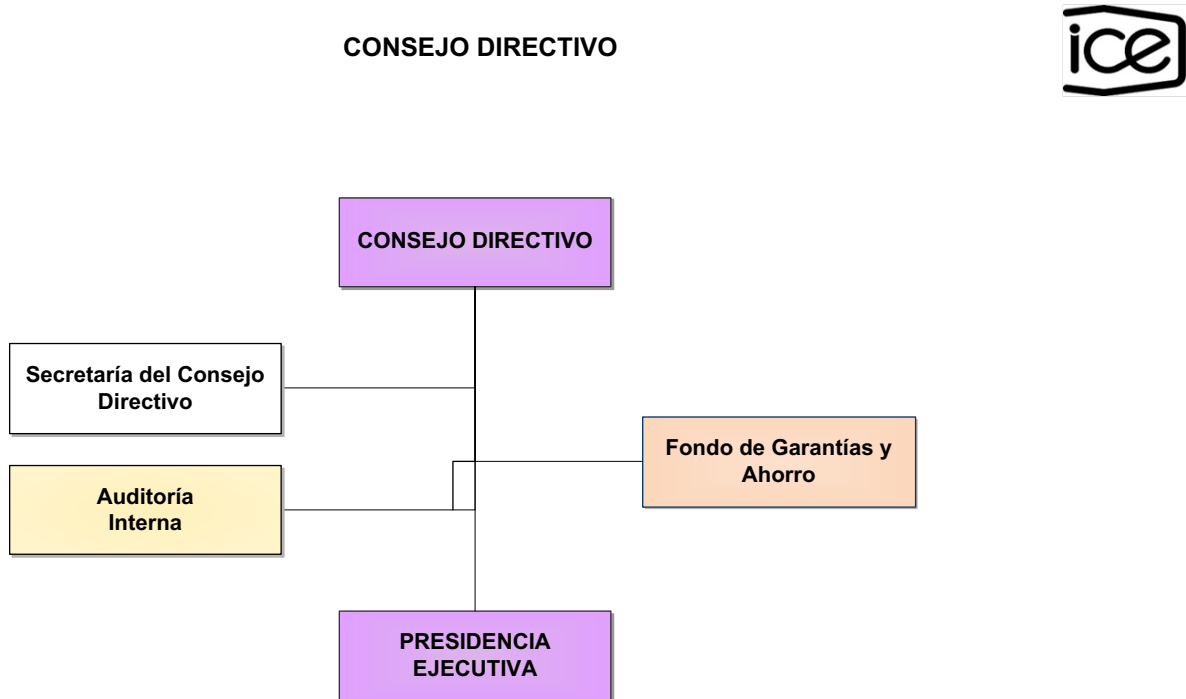 CONSEJO DIRECTIVO
ice
CONSEJO DIRECTIVO
Secretaría del Consejo
Directivo
Fondo de Garantías y
Ahorro
Auditoría
Interna
PRESIDENCIA
EJECUTIVA